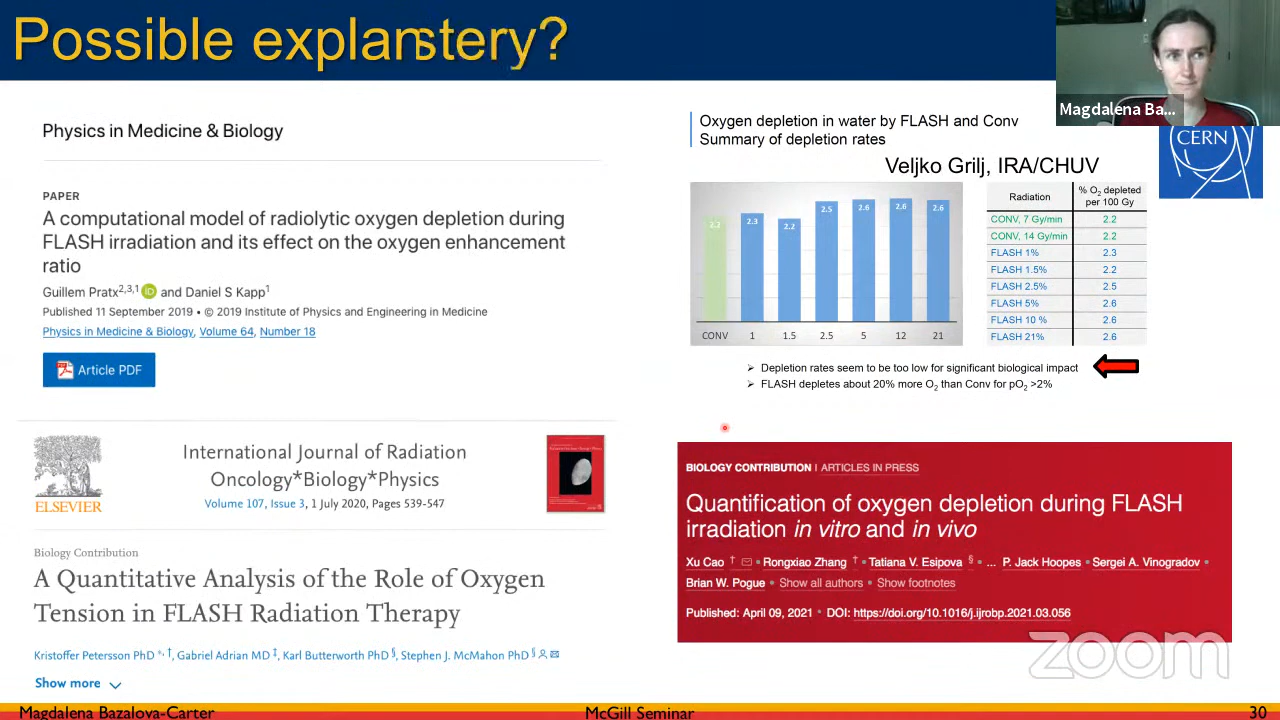 Possible explanstery?
Magdalena Ba...
CERN
Physics in Medicine & Biology
PAPER
A computational model of radiolytic oxygen depletion during
FLASH irradiation and its effect on the oxygen enhancement
ratio
Guillem Pratx2,3,1 iD and Daniel S Kapp1
Published 11 September 2019 • © 2019 Institute of Physics and Engineering in Medicine
Physics in Medicine & Biology, Volume 64, Number 18
Article PDF
Oxygen depletion in water by FLASH and Conv
Summary of depletion rates
Veljko Grilj, IRA/CHUV
2.2 2.3 2.2 2.5 2.6 2.6 2.6
CONV 1 1.5 2.5 5 12 21
Radiation % O2 depleted per 100 Gy
CONV, 7 Gy/min 2.2
CONV, 14 Gy/min 2.2
FLASH 1% 2.3
FLASH 1.5% 2.2
FLASH 2.5% 2.5
FLASH 5% 2.6
FLASH 10 % 2.6
FLASH 21% 2.6
➢ Depletion rates seem to be too low for significant biological impact
➢ FLASH depletes about 20% more O2 than Conv for pO2 >2%
ELSEVIER
International Journal of Radiation
Oncology*Biology*Physics
Volume 107, Issue 3, 1 July 2020, Pages 539-547
Biology Contribution
A Quantitative Analysis of the Role of Oxygen
Tension in FLASH Radiation Therapy
Kristoffer Petersson PhD *, †, Gabriel Adrian MD ‡, Karl Butterworth PhD §, Stephen J. McMahon PhD §
Show more
BIOLOGY CONTRIBUTION | ARTICLES IN PRESS
Quantification of oxygen depletion during FLASH
irradiation in vitro and in vivo
Xu Cao † • Rongxiao Zhang † • Tatiana V. Esipova § • ... P. Jack Hoopes • Sergei A. Vinogradov •
Brian W. Pogue • Show all authors • Show footnotes
Published: April 09, 2021 • DOI: https://doi.org/10.1016/j.ijrobp.2021.03.056
zoom
Magdalena Bazalova-Carter
McGill Seminar
30